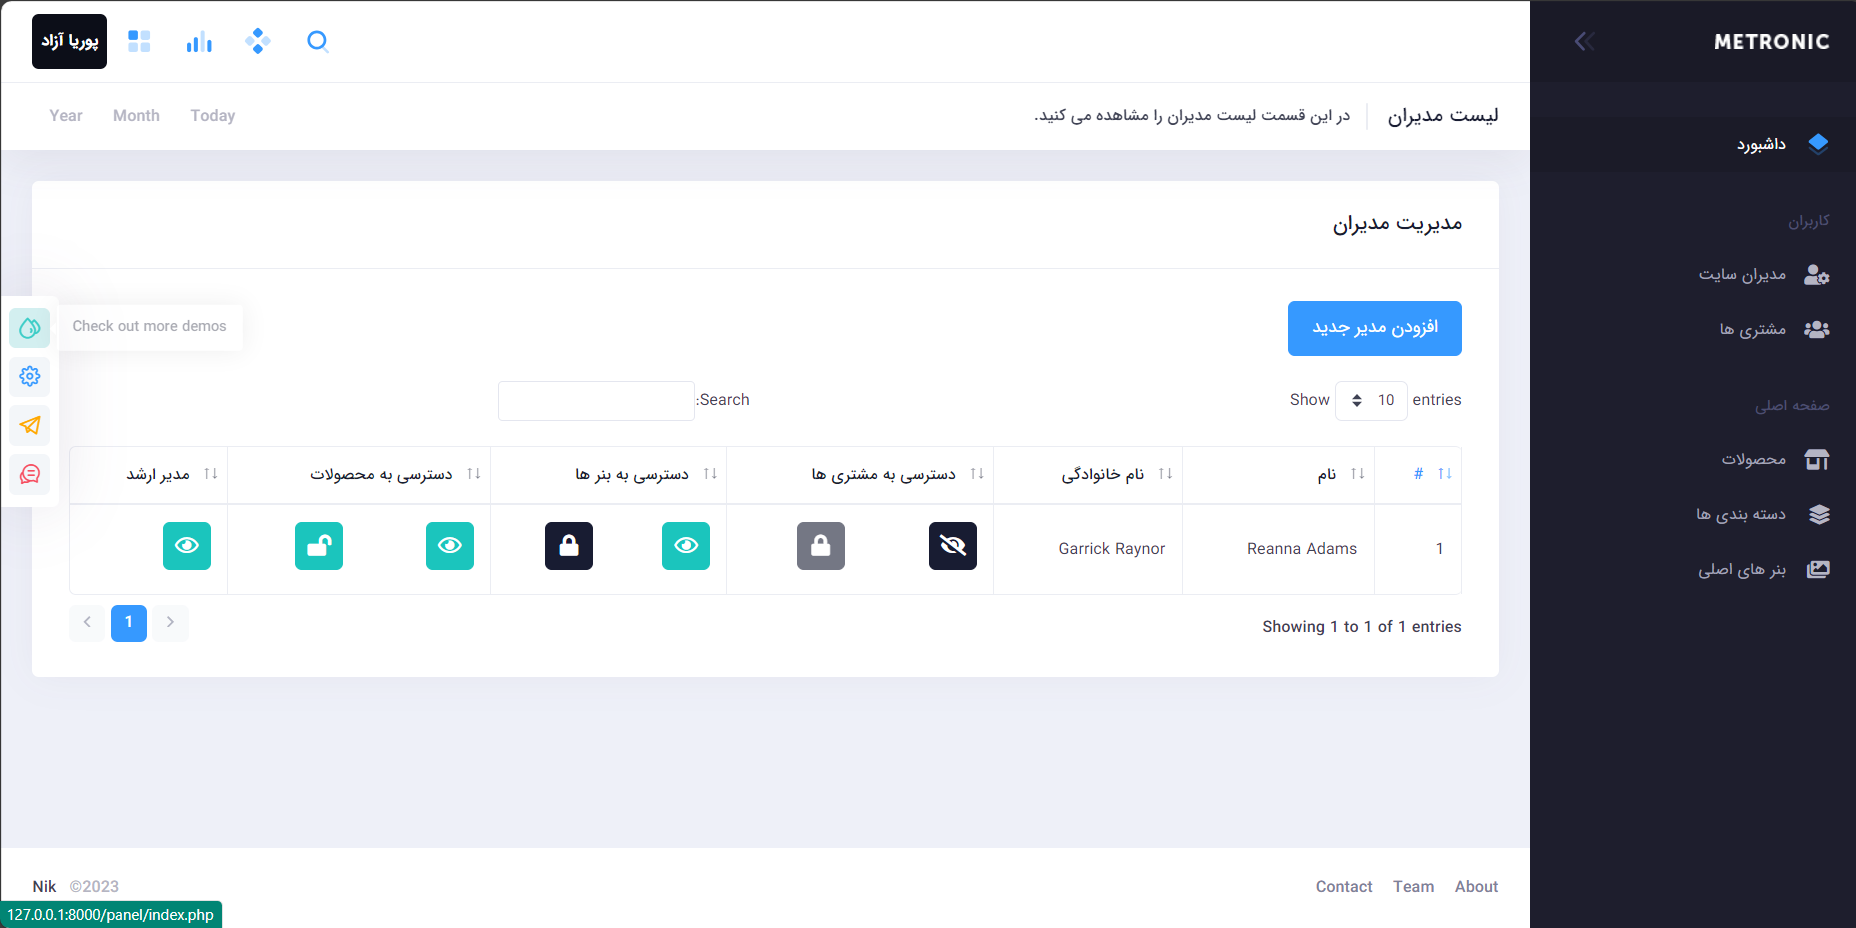 METRONIC
داشبورد
کاربران
مدیران سایت
مشتری ها
صفحه اصلی
محصولات
دسته بندی ها
بنر های اصلی
پوریا آزاد
لیست مدیران
در این قسمت لیست مدیران را مشاهده می کنید.
Today
Month
Year
مدیریت مدیران
Check out more demos
افزودن مدیر جدید
Show 10 entries
Search:
#
نام
نام خانوادگی
دسترسی به مشتری ها
دسترسی به بنر ها
دسترسی به محصولات
مدیر ارشد
1
Reanna Adams
Garrick Raynor
Showing 1 to 1 of 1 entries
1
About
Team
Contact
Nik ©2023
127.0.0.1:8000/panel/index.php